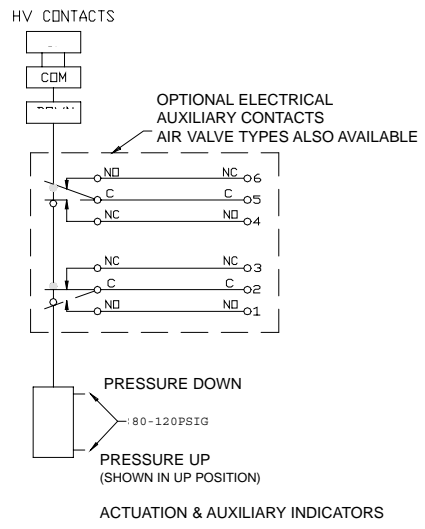 HV CONTACTS
COM
OPTIONAL ELECTRICAL
AUXILIARY CONTACTS
AIR VALVE TYPES ALSO AVAILABLE
NO NC 6
C C 5
NC NO 4
NC NC 3
C C 2
NO NO 1
PRESSURE DOWN
80-120PSIG
PRESSURE UP
(SHOWN IN UP POSITION)
ACTUATION & AUXILIARY INDICATORS